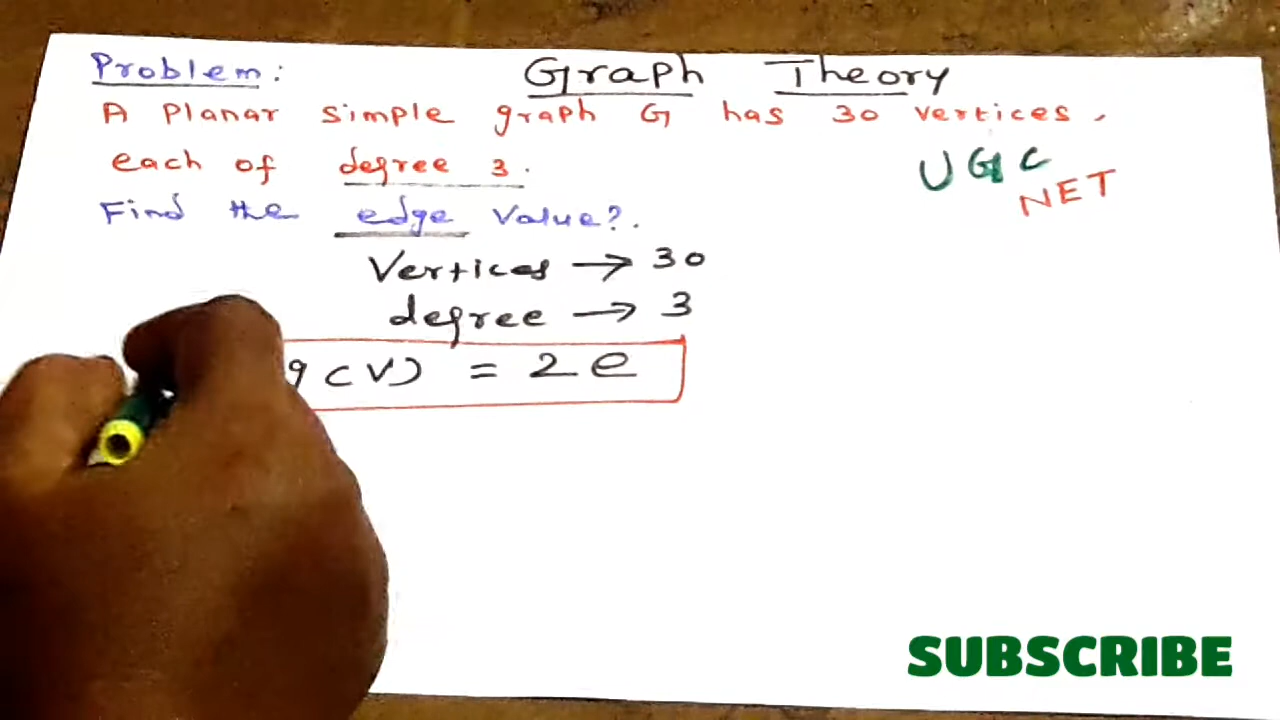 Problem:
Graph Theory
A Planar simple graph G has 30 vertices,
each of degree 3.
UGC
NET
Find the edge value?.
Vertices → 30
degree → 3
g(V) = 2e
SUBSCRIBE